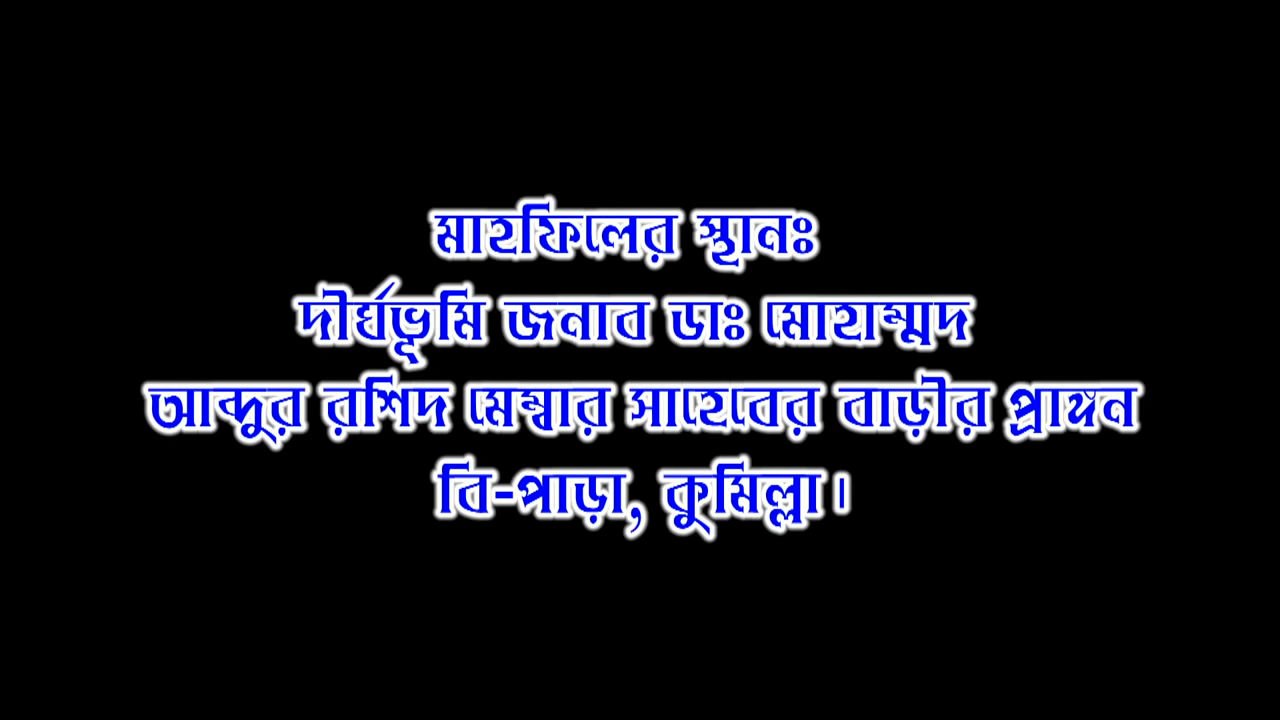 মাহফিলের স্থানঃ
দীর্ঘভূমি জনাব ডাঃ মোহাম্মদ
আব্দুর রশিদ মেম্বার সাহেবের বাড়ীর প্রাঙ্গন
বি-পাড়া, কুমিল্লা।